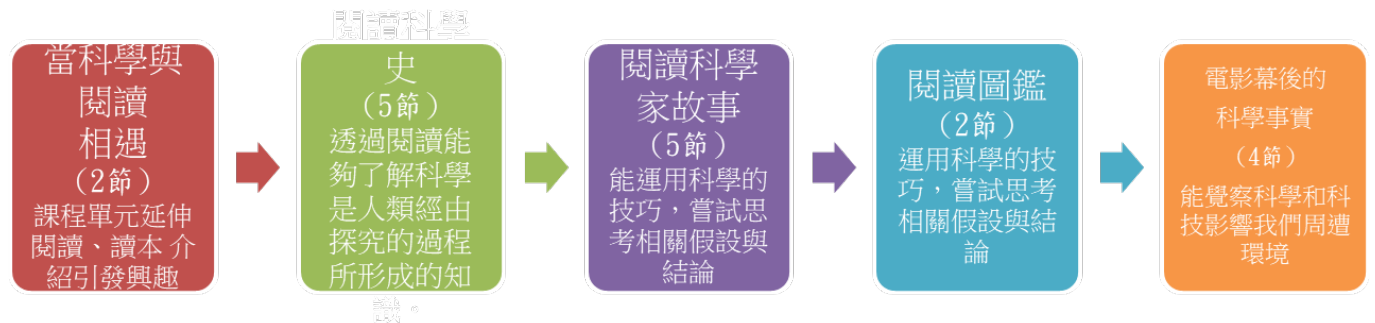 當科學與
閱讀
相遇
(2節)
課程單元延伸
閱讀、讀本 介
紹引發興趣
閱讀科學
史
(5節)
透過閱讀能
夠了解科學
是人類經由
探究的過程
所形成的知
識。
閱讀科學
家故事
(5節)
能運用科學的
技巧，嘗試思
考相關假設與
結論
閱讀圖鑑
(2節)
運用科學的技
巧，嘗試思考
相關假設與結
論
電影幕後的
科學事實
(4節)
能覺察科學和科
技影響我們周遭
環境